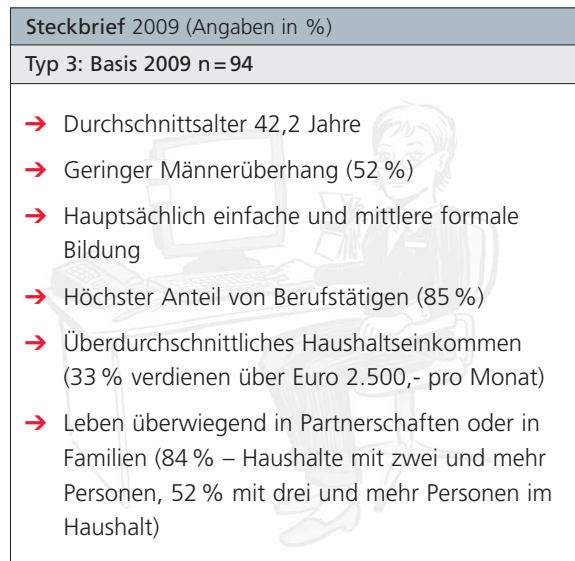 Steckbrief 2009 (Angaben in %)
Typ 3: Basis 2009 n=94
➔ Durchschnittsalter 42,2 Jahre
➔ Geringer Männerüberhang (52 %)
➔ Hauptsächlich einfache und mittlere formale
Bildung
➔ Höchster Anteil von Berufstätigen (85 %)
➔ Überdurchschnittliches Haushaltseinkommen
(33 % verdienen über Euro 2.500,- pro Monat)
➔ Leben überwiegend in Partnerschaften oder in
Familien (84 % – Haushalte mit zwei und mehr
Personen, 52 % mit drei und mehr Personen im
Haushalt)